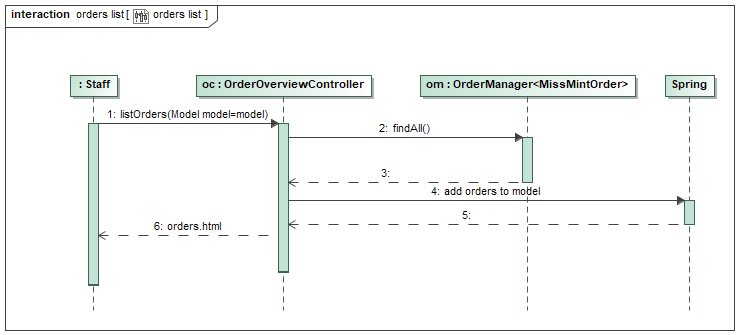 interaction orders list [ orders list ]
: Staff
oc : OrderOverviewController
om : OrderManager<MissMintOrder>
Spring
1: listOrders(Model model=model)
2: findAll()
3:
4: add orders to model
5:
6: orders.html